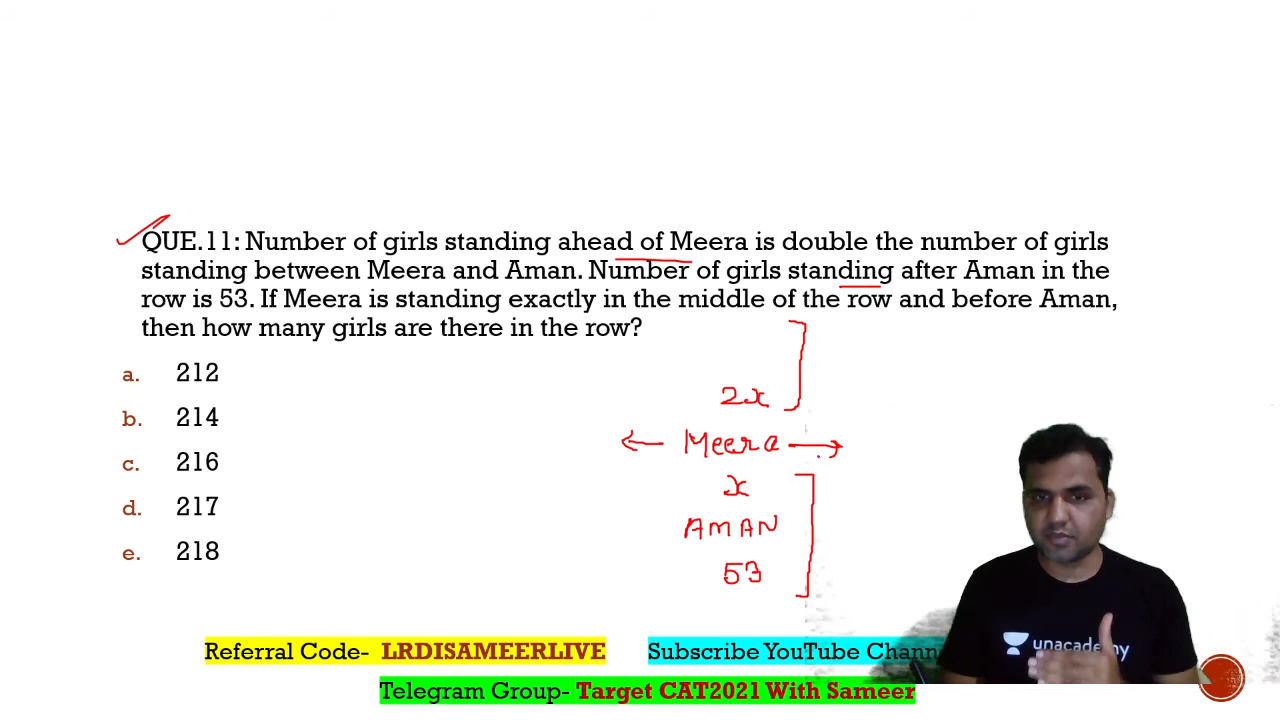 QUE.11: Number of girls standing ahead of Meera is double the number of girls
standing between Meera and Aman. Number of girls standing after Aman in the
row is 53. If Meera is standing exactly in the middle of the row and before Aman,
then how many girls are there in the row?
a. 212
b. 214
c. 216
d. 217
e. 218
2x
Meera
x
AMAN
53
unacademy
Referral Code- LRDISAMEERLIVE
Subscribe YouTube Chann
Telegram Group- Target CAT2021 With Sameer